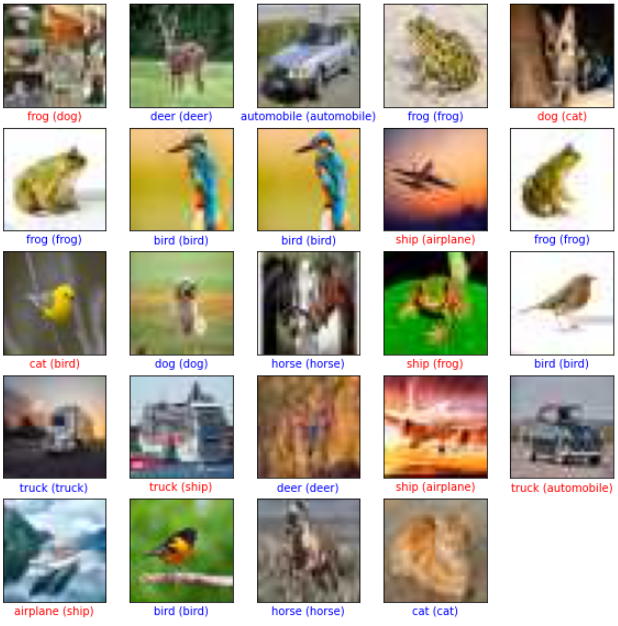 frog (dog)
deer (deer)
automobile (automobile)
frog (frog)
dog (cat)
frog (frog)
bird (bird)
bird (bird)
ship (airplane)
frog (frog)
cat (bird)
dog (dog)
horse (horse)
ship (frog)
bird (bird)
truck (truck)
truck (ship)
deer (deer)
ship (airplane)
truck (automobile)
airplane (ship)
bird (bird)
horse (horse)
cat (cat)